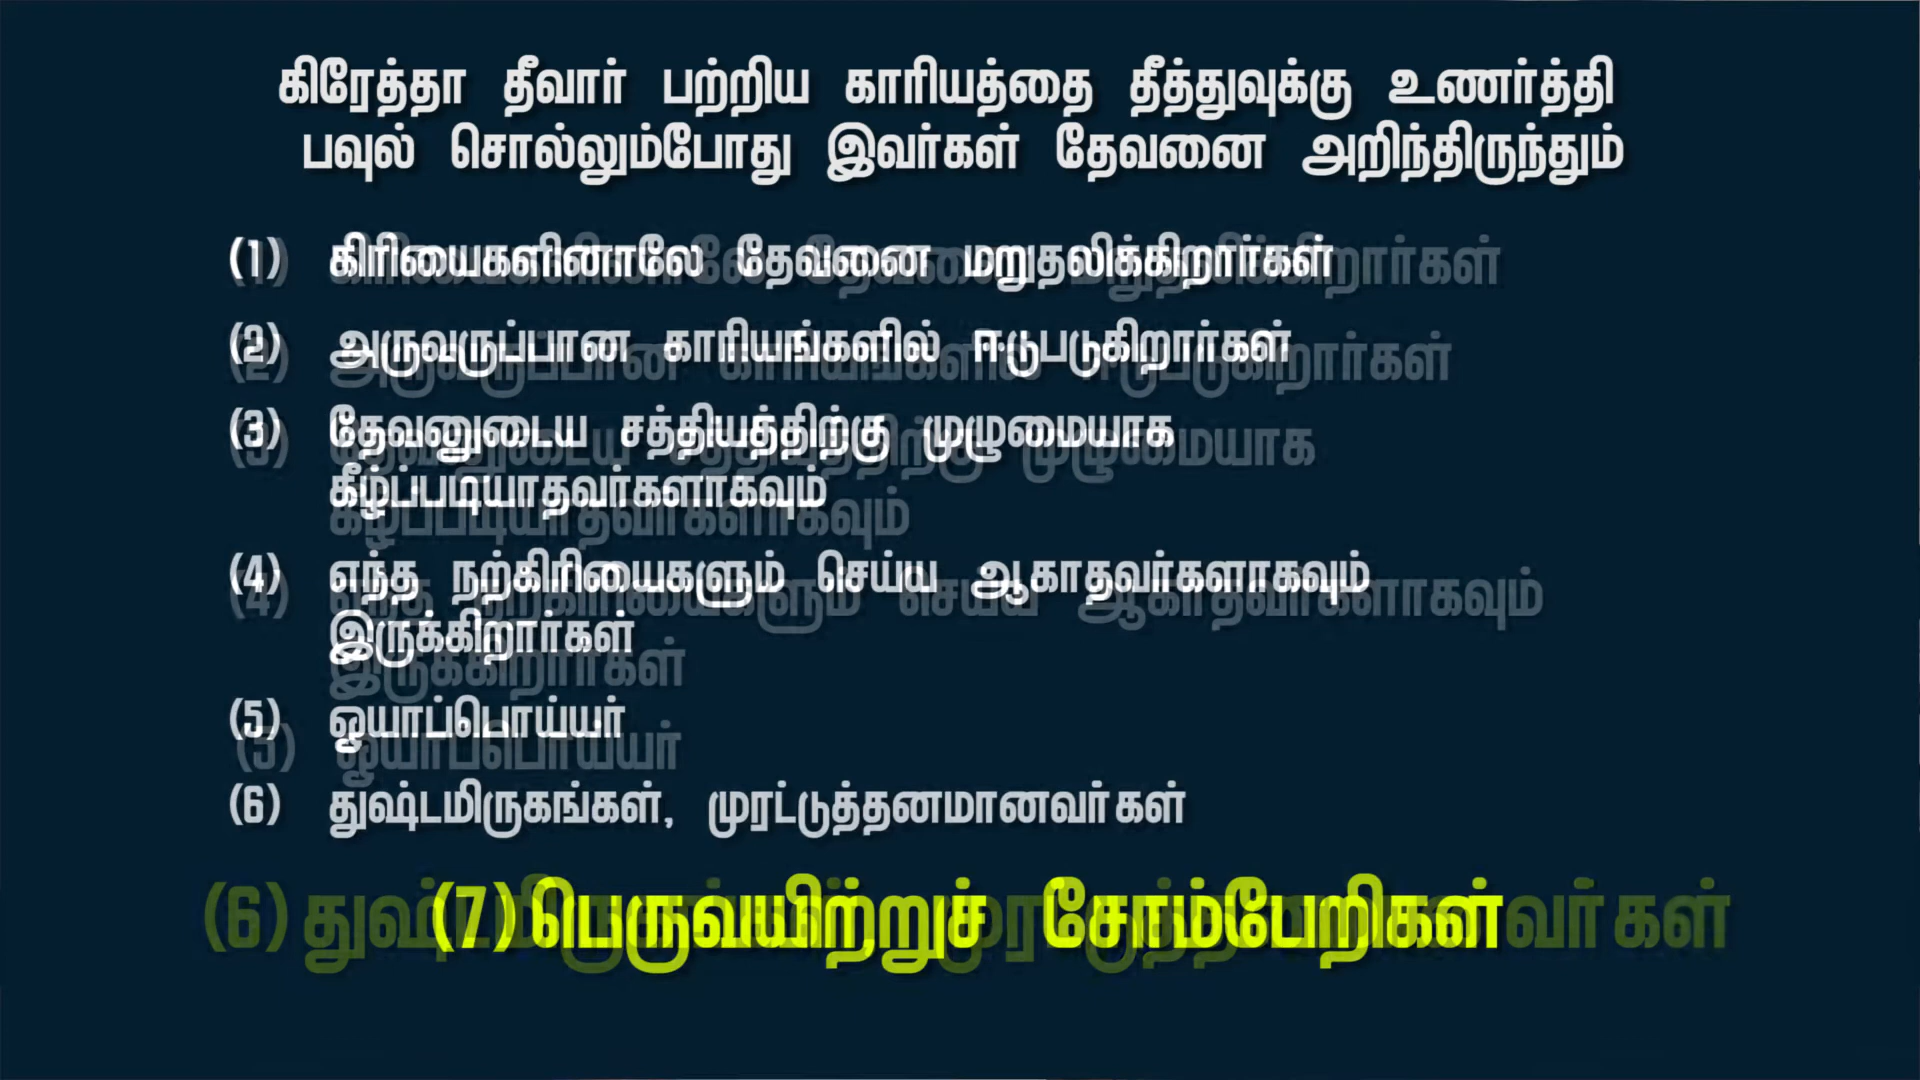 கிரேத்தா தீவார் பற்றிய காரியத்தை தீத்துவுக்கு உணர்த்தி
பவுல் சொல்லும்போது இவர்கள் தேவனை அறிந்திருந்தும்
(1) கிரியைகளினாலே தேவனை மறுதலிக்கிறார்கள்
(2) அருவருப்பான காரியங்களில் ஈடுபடுகிறார்கள்
(3) தேவனுடைய சத்தியத்திற்கு முழுமையாக
கீழ்ப்படியாதவர்களாகவும்
(4) எந்த நற்கிரியைகளும் செய்ய ஆகாதவர்களாகவும்
இருக்கிறார்கள்
(5) ஓயாப்பொய்யர்
(6) துஷ்டமிருகங்கள், முரட்டுத்தனமானவர்கள்
(7) பெருவயிற்றுச் சோம்பேறிகள்